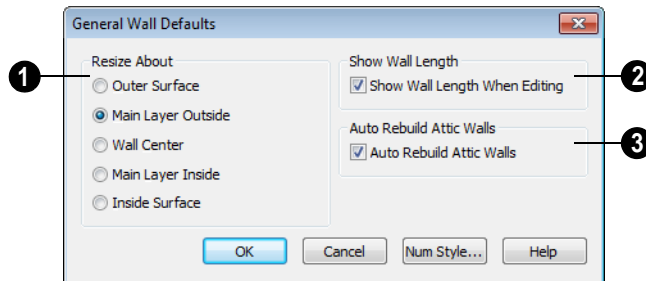 General Wall Defaults
Resize About
Outer Surface
Main Layer Outside
Wall Center
Main Layer Inside
Inside Surface
Show Wall Length
Show Wall Length When Editing
Auto Rebuild Attic Walls
Auto Rebuild Attic Walls
OK
Cancel
Num Style...
Help
1
2
3